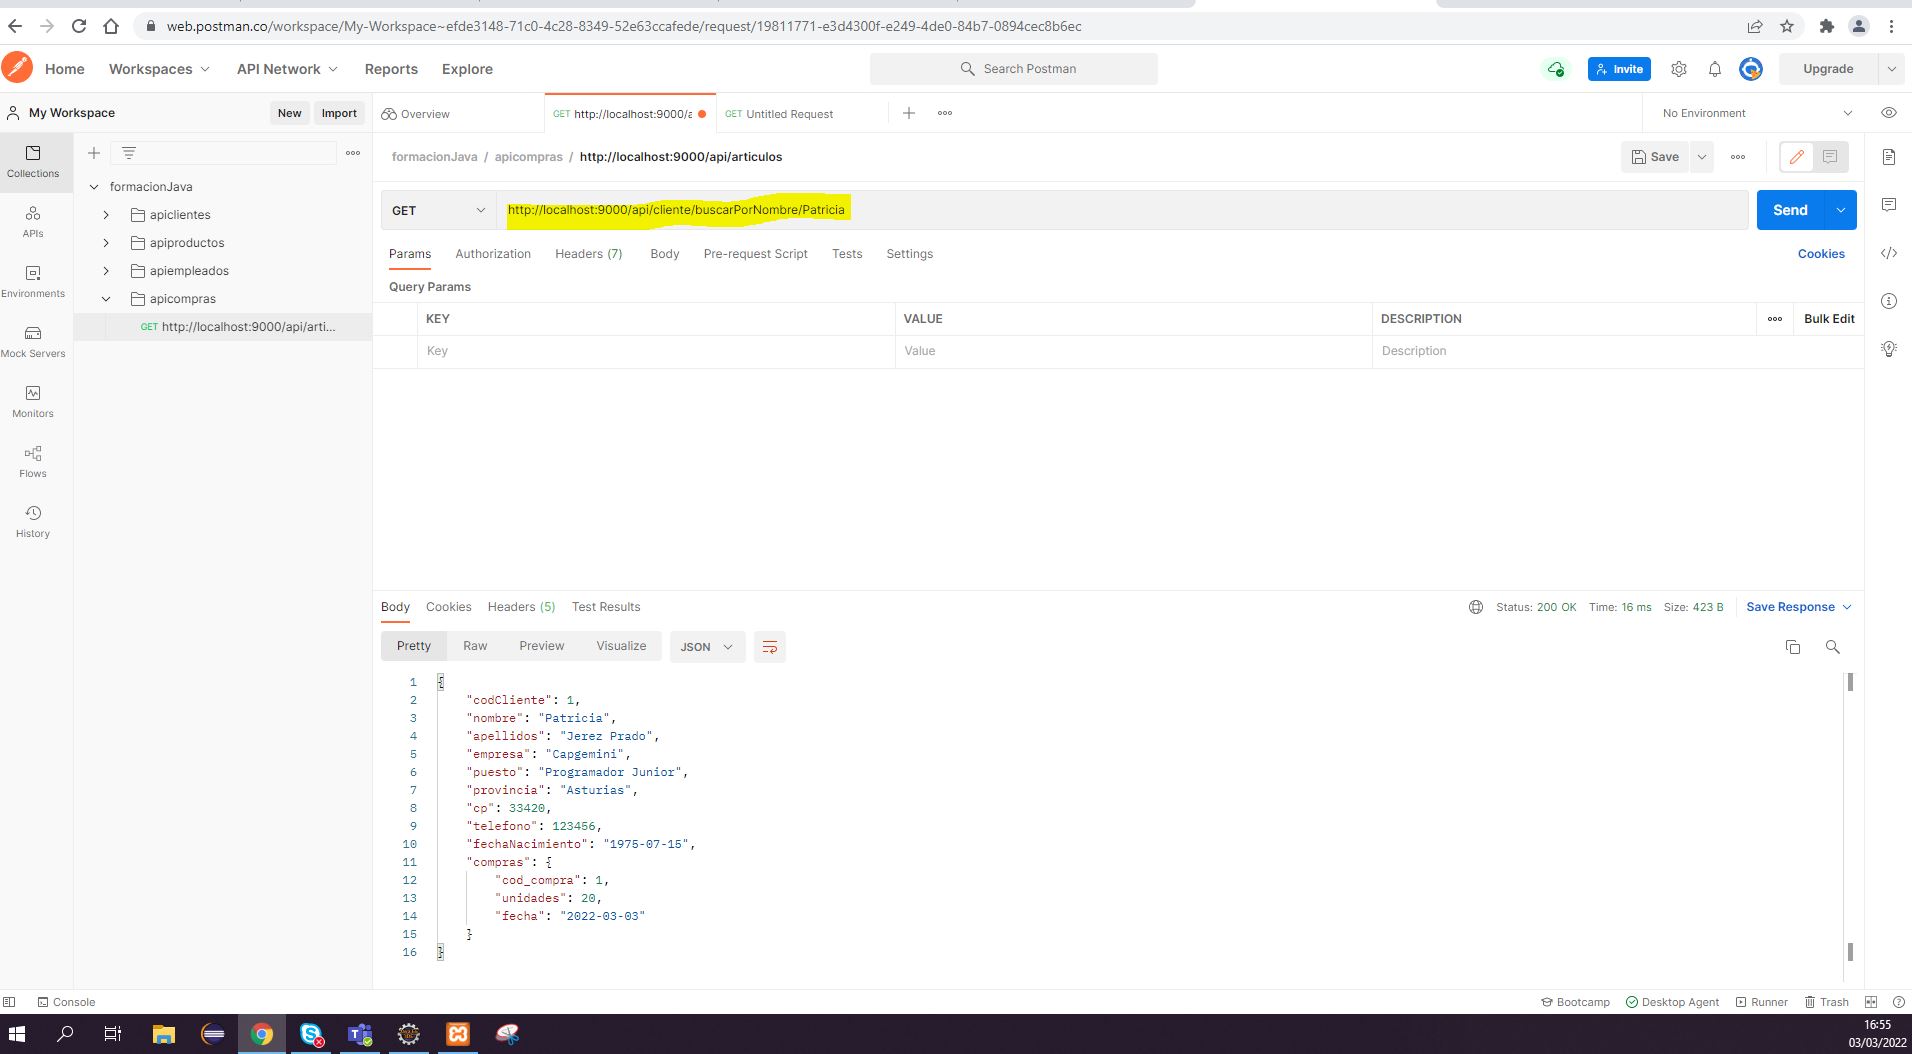 web.postman.co/workspace/My-Workspace~efde3148-71c0-4c28-8349-52e63ccafede/request/19811771-e3d4300f-e249-4de0-84b7-0894cec8b6ec
Home Workspaces API Network Reports Explore Search Postman Invite Upgrade
My Workspace New Import Overview GET http://localhost:9000/a GET Untitled Request No Environment
formacionJava / apicompras / http://localhost:9000/api/articulos Save
Collections
formacionJava
GET http://localhost:9000/api/cliente/buscarPorNombre/Patricia Send
apiclientes
APIs
apiproductos
Params Authorization Headers (7) Body Pre-request Script Tests Settings Cookies
apiempleados
Query Params
Environments
apicompras
KEY VALUE DESCRIPTION Bulk Edit
GET http://localhost:9000/api/arti...
Key Value Description
Mock Servers
Monitors
Flows
History
Body Cookies Headers (5) Test Results Status: 200 OK Time: 16 ms Size: 423 B Save Response
Pretty Raw Preview Visualize JSON
1 {
2 "codCliente": 1,
3 "nombre": "Patricia",
4 "apellidos": "Jerez Prado",
5 "empresa": "Capgemini",
6 "puesto": "Programador Junior",
7 "provincia": "Asturias",
8 "cp": 33420,
9 "telefono": 123456,
10 "fechaNacimiento": "1975-07-15",
11 "compras": {
12 "cod_compra": 1,
13 "unidades": 20,
14 "fecha": "2022-03-03"
15 }
16 }
Console Bootcamp Desktop Agent Runner Trash
16:55
03/03/2022